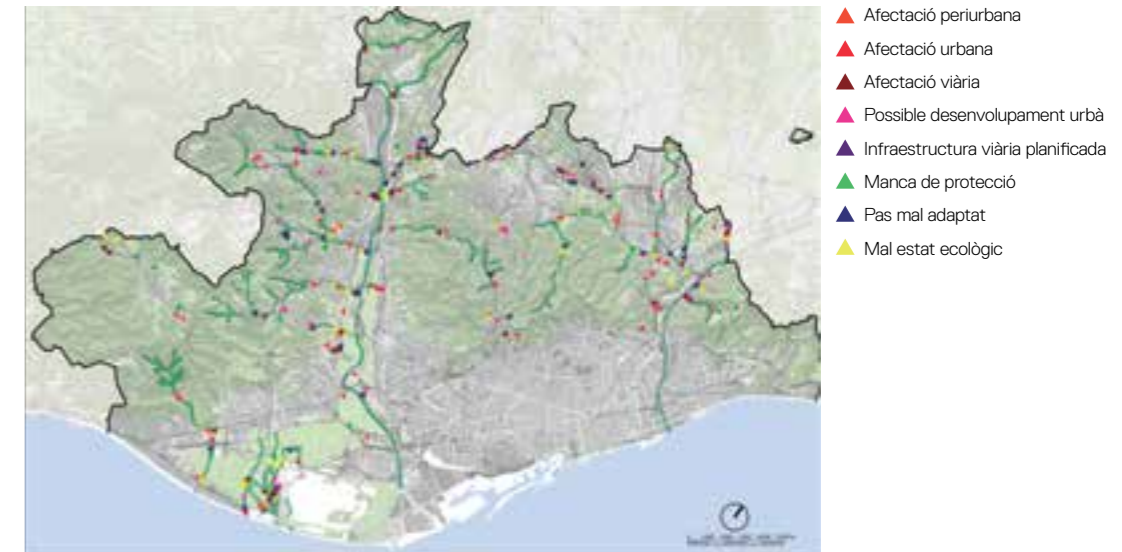 Afectació periurbana
Afectació urbana
Afectació viària
Possible desenvolupament urbà
Infraestructura viària planificada
Manca de protecció
Pas mal adaptat
Mal estat ecològic